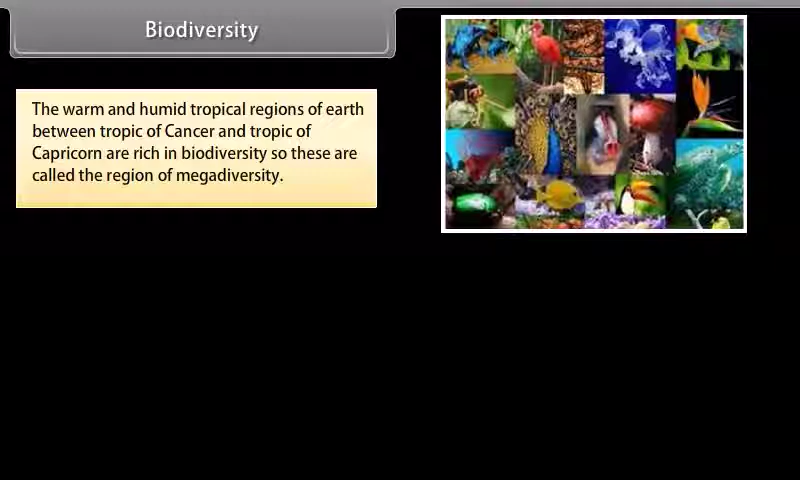 Biodiversity
The warm and humid tropical regions of earth
between tropic of Cancer and tropic of
Capricorn are rich in biodiversity so these are
called the region of megadiversity.